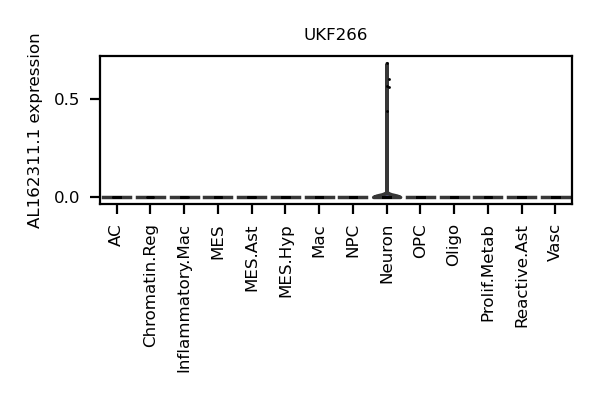 UKF266
AL162311.1 expression
0.5
0.0
AC
Chromatin.Reg
Inflammatory.Mac
MES
MES.Ast
MES.Hyp
Mac
NPC
Neuron
OPC
Oligo
Prolif.Metab
Reactive.Ast
Vasc